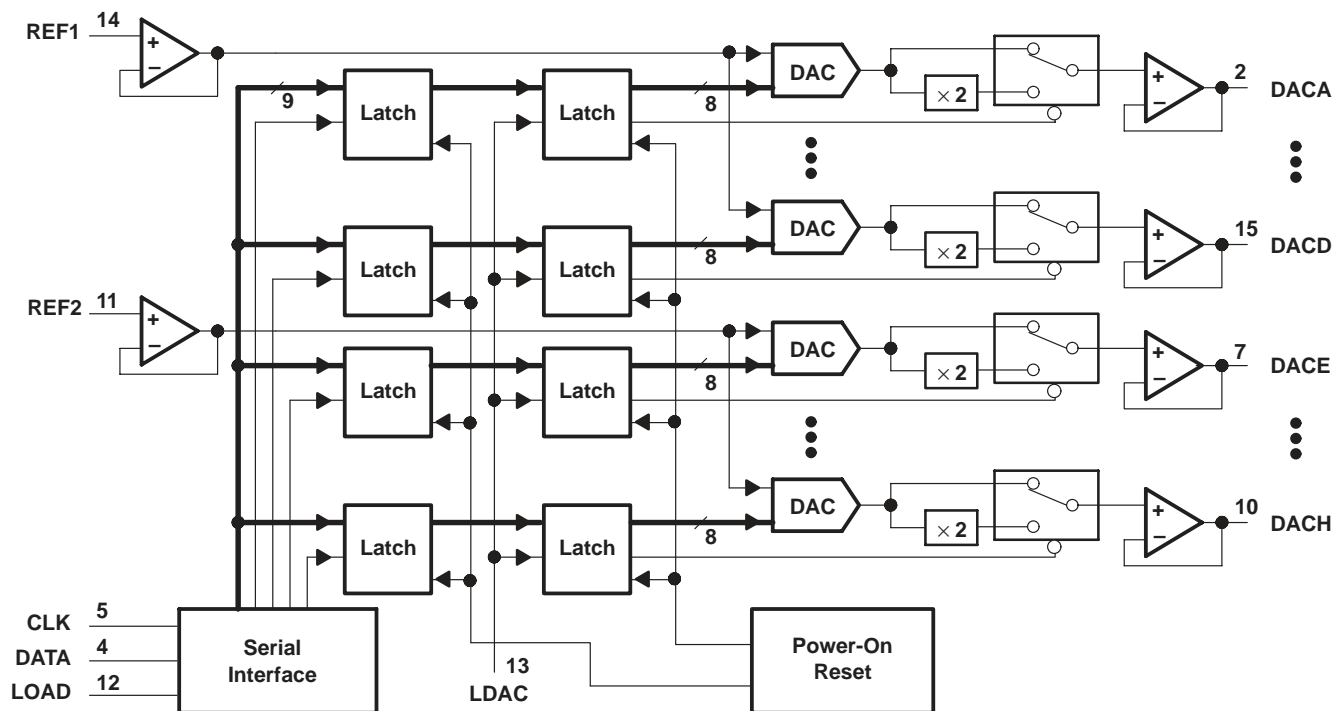 REF1 14
+
−
9
Latch
Latch
8
DAC
× 2
+
−
2
DACA
Latch
Latch
8
DAC
× 2
+
−
15
DACD
REF2 11
+
−
Latch
Latch
8
DAC
× 2
+
−
7
DACE
Latch
Latch
8
DAC
× 2
+
−
10
DACH
CLK 5
DATA 4
LOAD 12
Serial
Interface
13
LDAC
Power-On
Reset